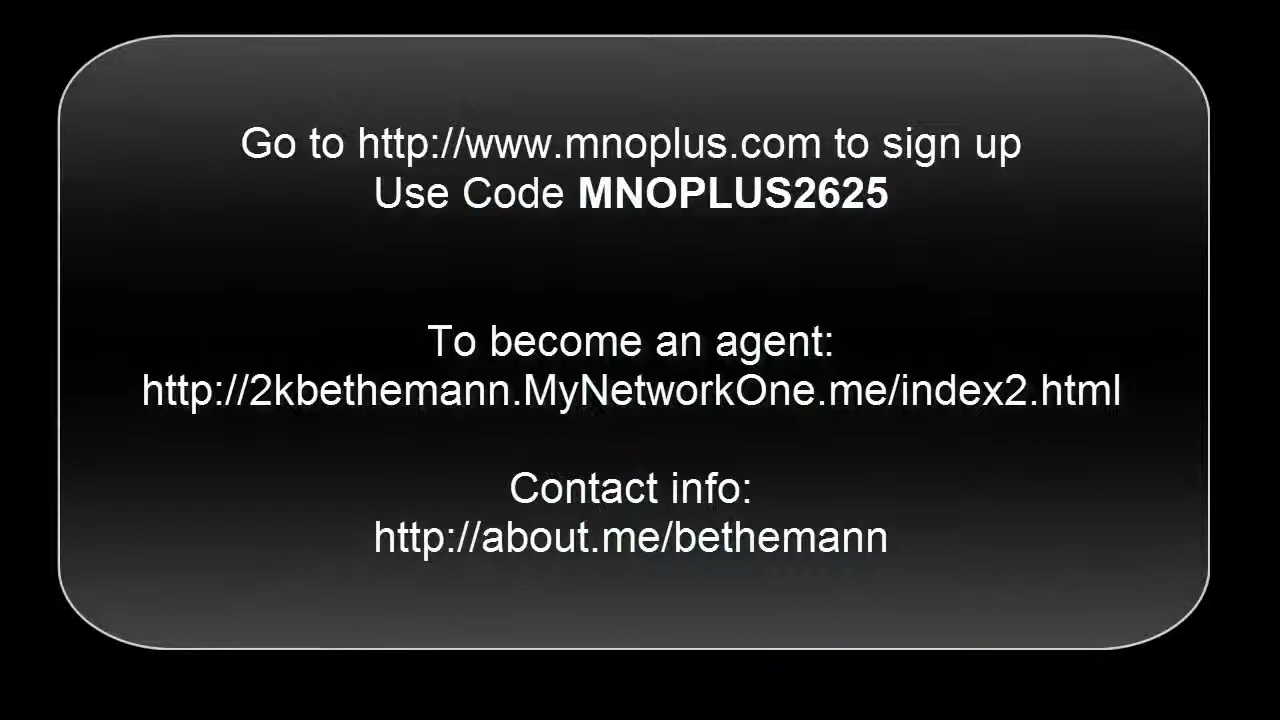 Go to http://www.mnoplus.com to sign up
Use Code MNOPLUS2625
To become an agent:
http://2kbethemann.MyNetworkOne.me/index2.html
Contact info:
http://about.me/bethemann